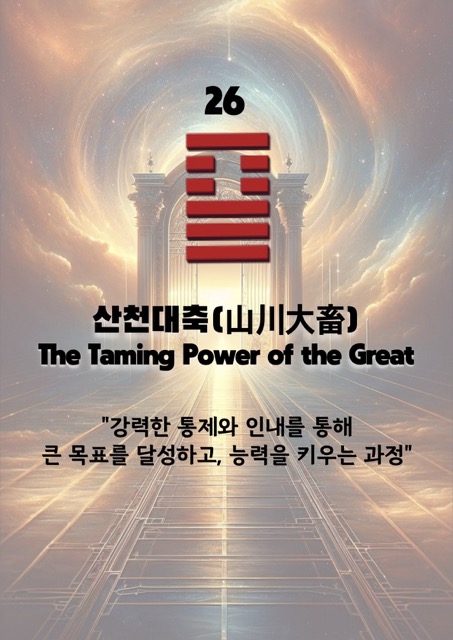 26
산천대축(山川大畜)
The Taming Power of the Great
"강력한 통제와 인내를 통해
큰 목표를 달성하고, 능력을 키우는 과정"